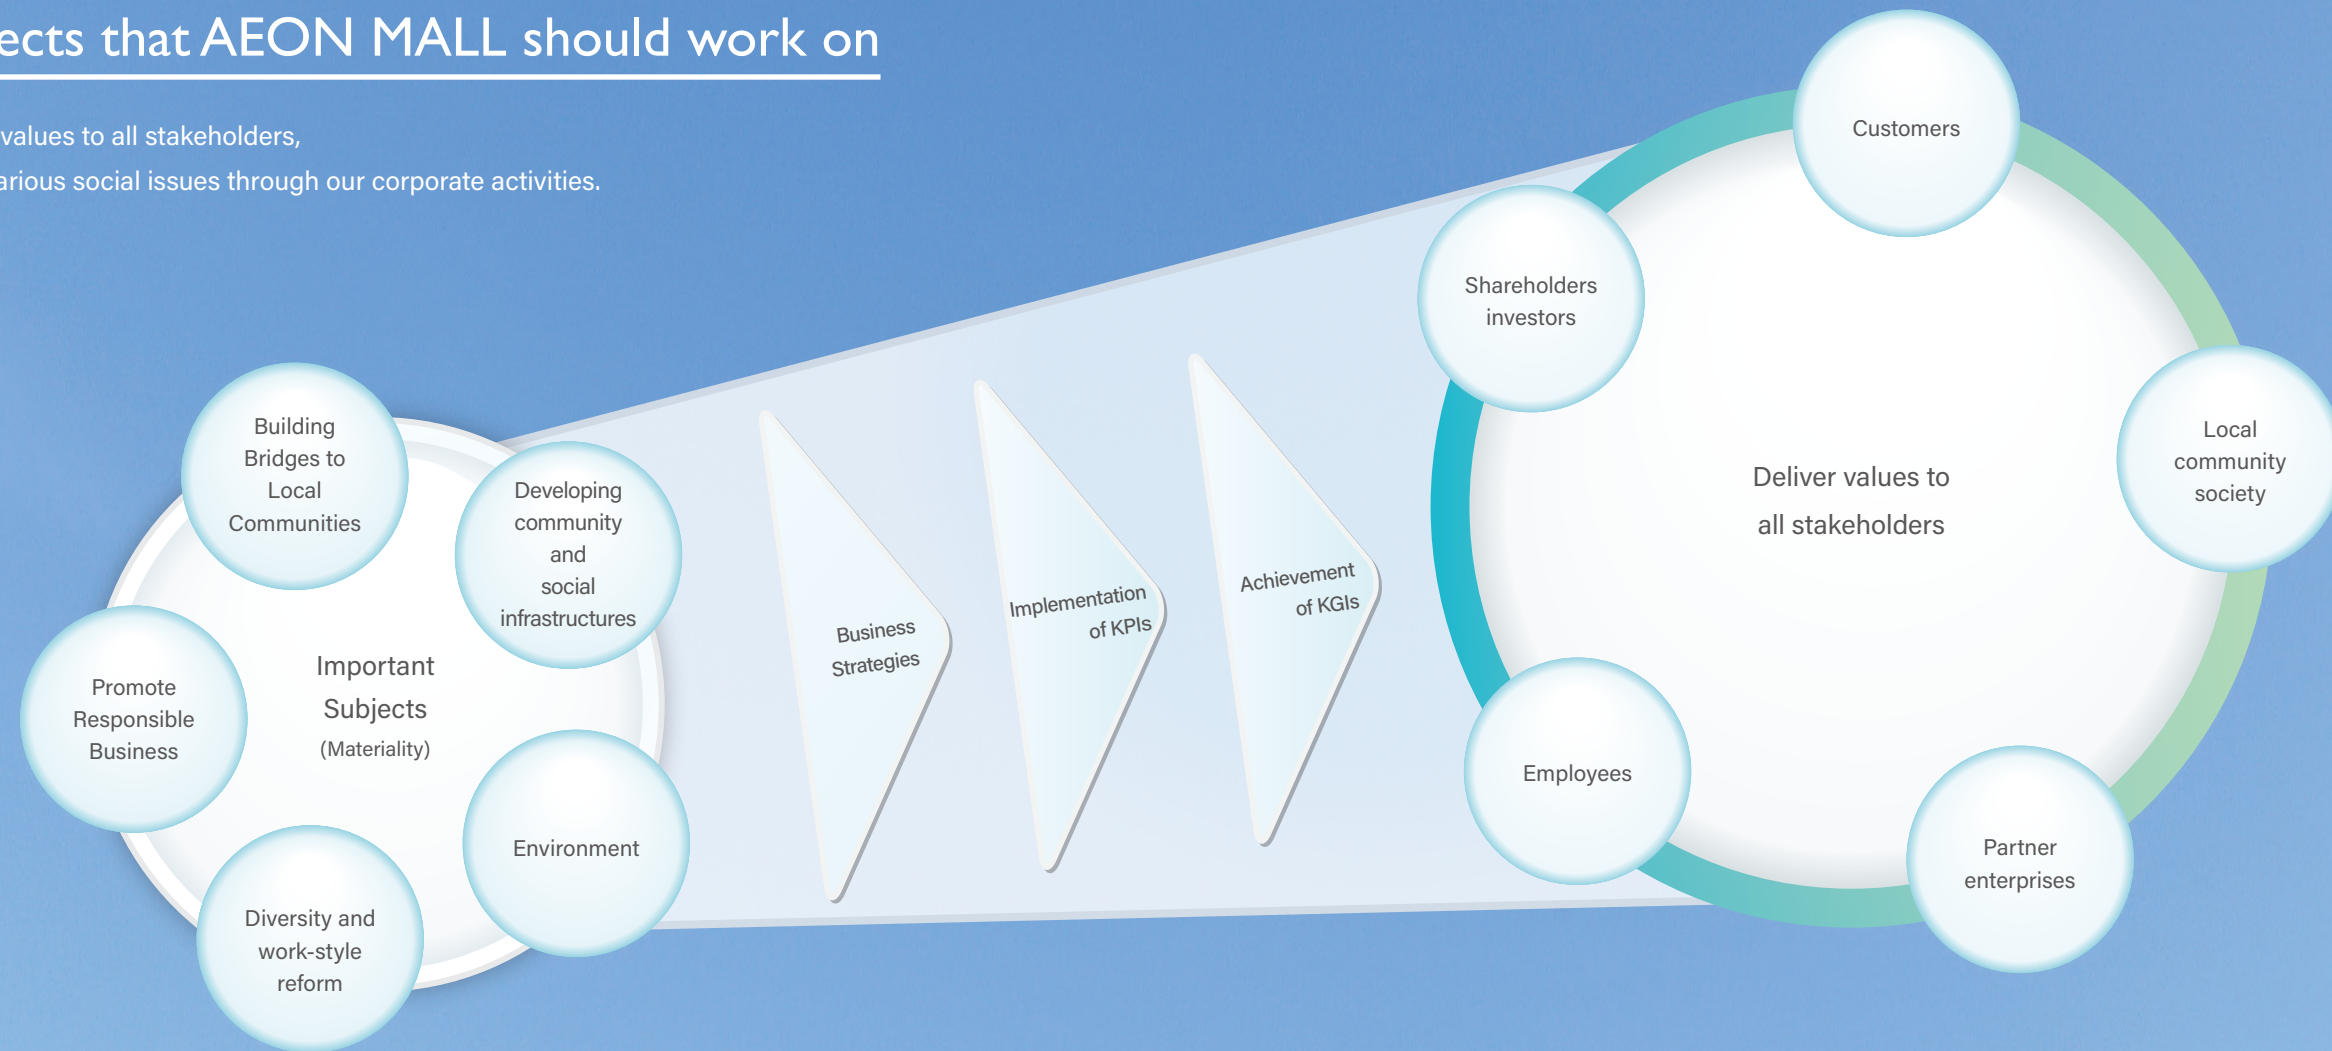 ects that AEON MALL should work on
values to all stakeholders,
arious social issues through our corporate activities.
Building
Bridges to
Local
Communities
Developing
community
and
social
infrastructures
Promote
Responsible
Business
Important
Subjects
(Materiality)
Environment
Diversity and
work-style
reform
Business
Strategies
Implementation
of KPIs
Achievement
of KGIs
Customers
Shareholders
investors
Local
community
society
Deliver values to
all stakeholders
Employees
Partner
enterprises